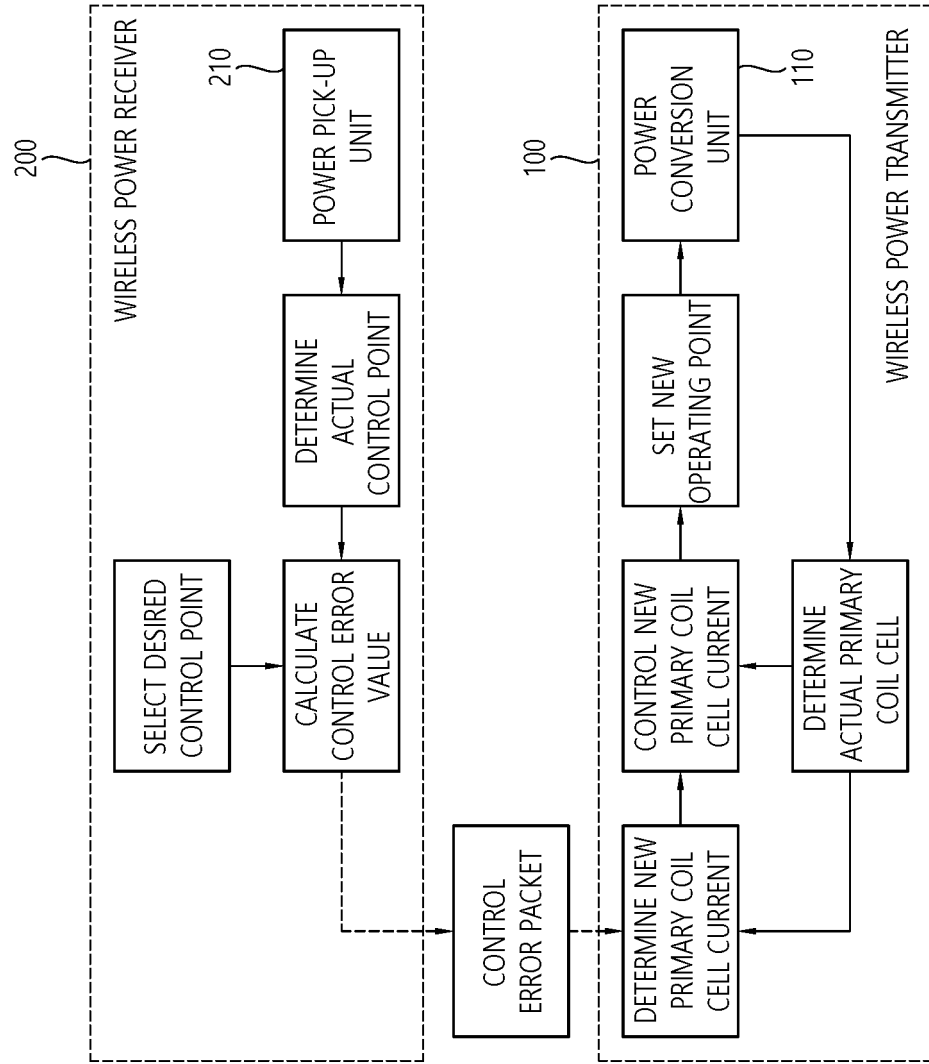 200
WIRELESS POWER RECEIVER
SELECT DESIRED
CONTROL POINT
210
CALCULATE
CONTROL ERROR
VALUE
DETERMINE
ACTUAL
CONTROL POINT
POWER PICK-UP
UNIT
CONTROL
ERROR PACKET
100
DETERMINE NEW
PRIMARY COIL
CELL CURRENT
CONTROL NEW
PRIMARY COIL
CELL CURRENT
SET NEW
OPERATING POINT
POWER
CONVERSION
UNIT
110
DETERMINE
ACTUAL PRIMARY
COIL CELL
WIRELESS POWER TRANSMITTER